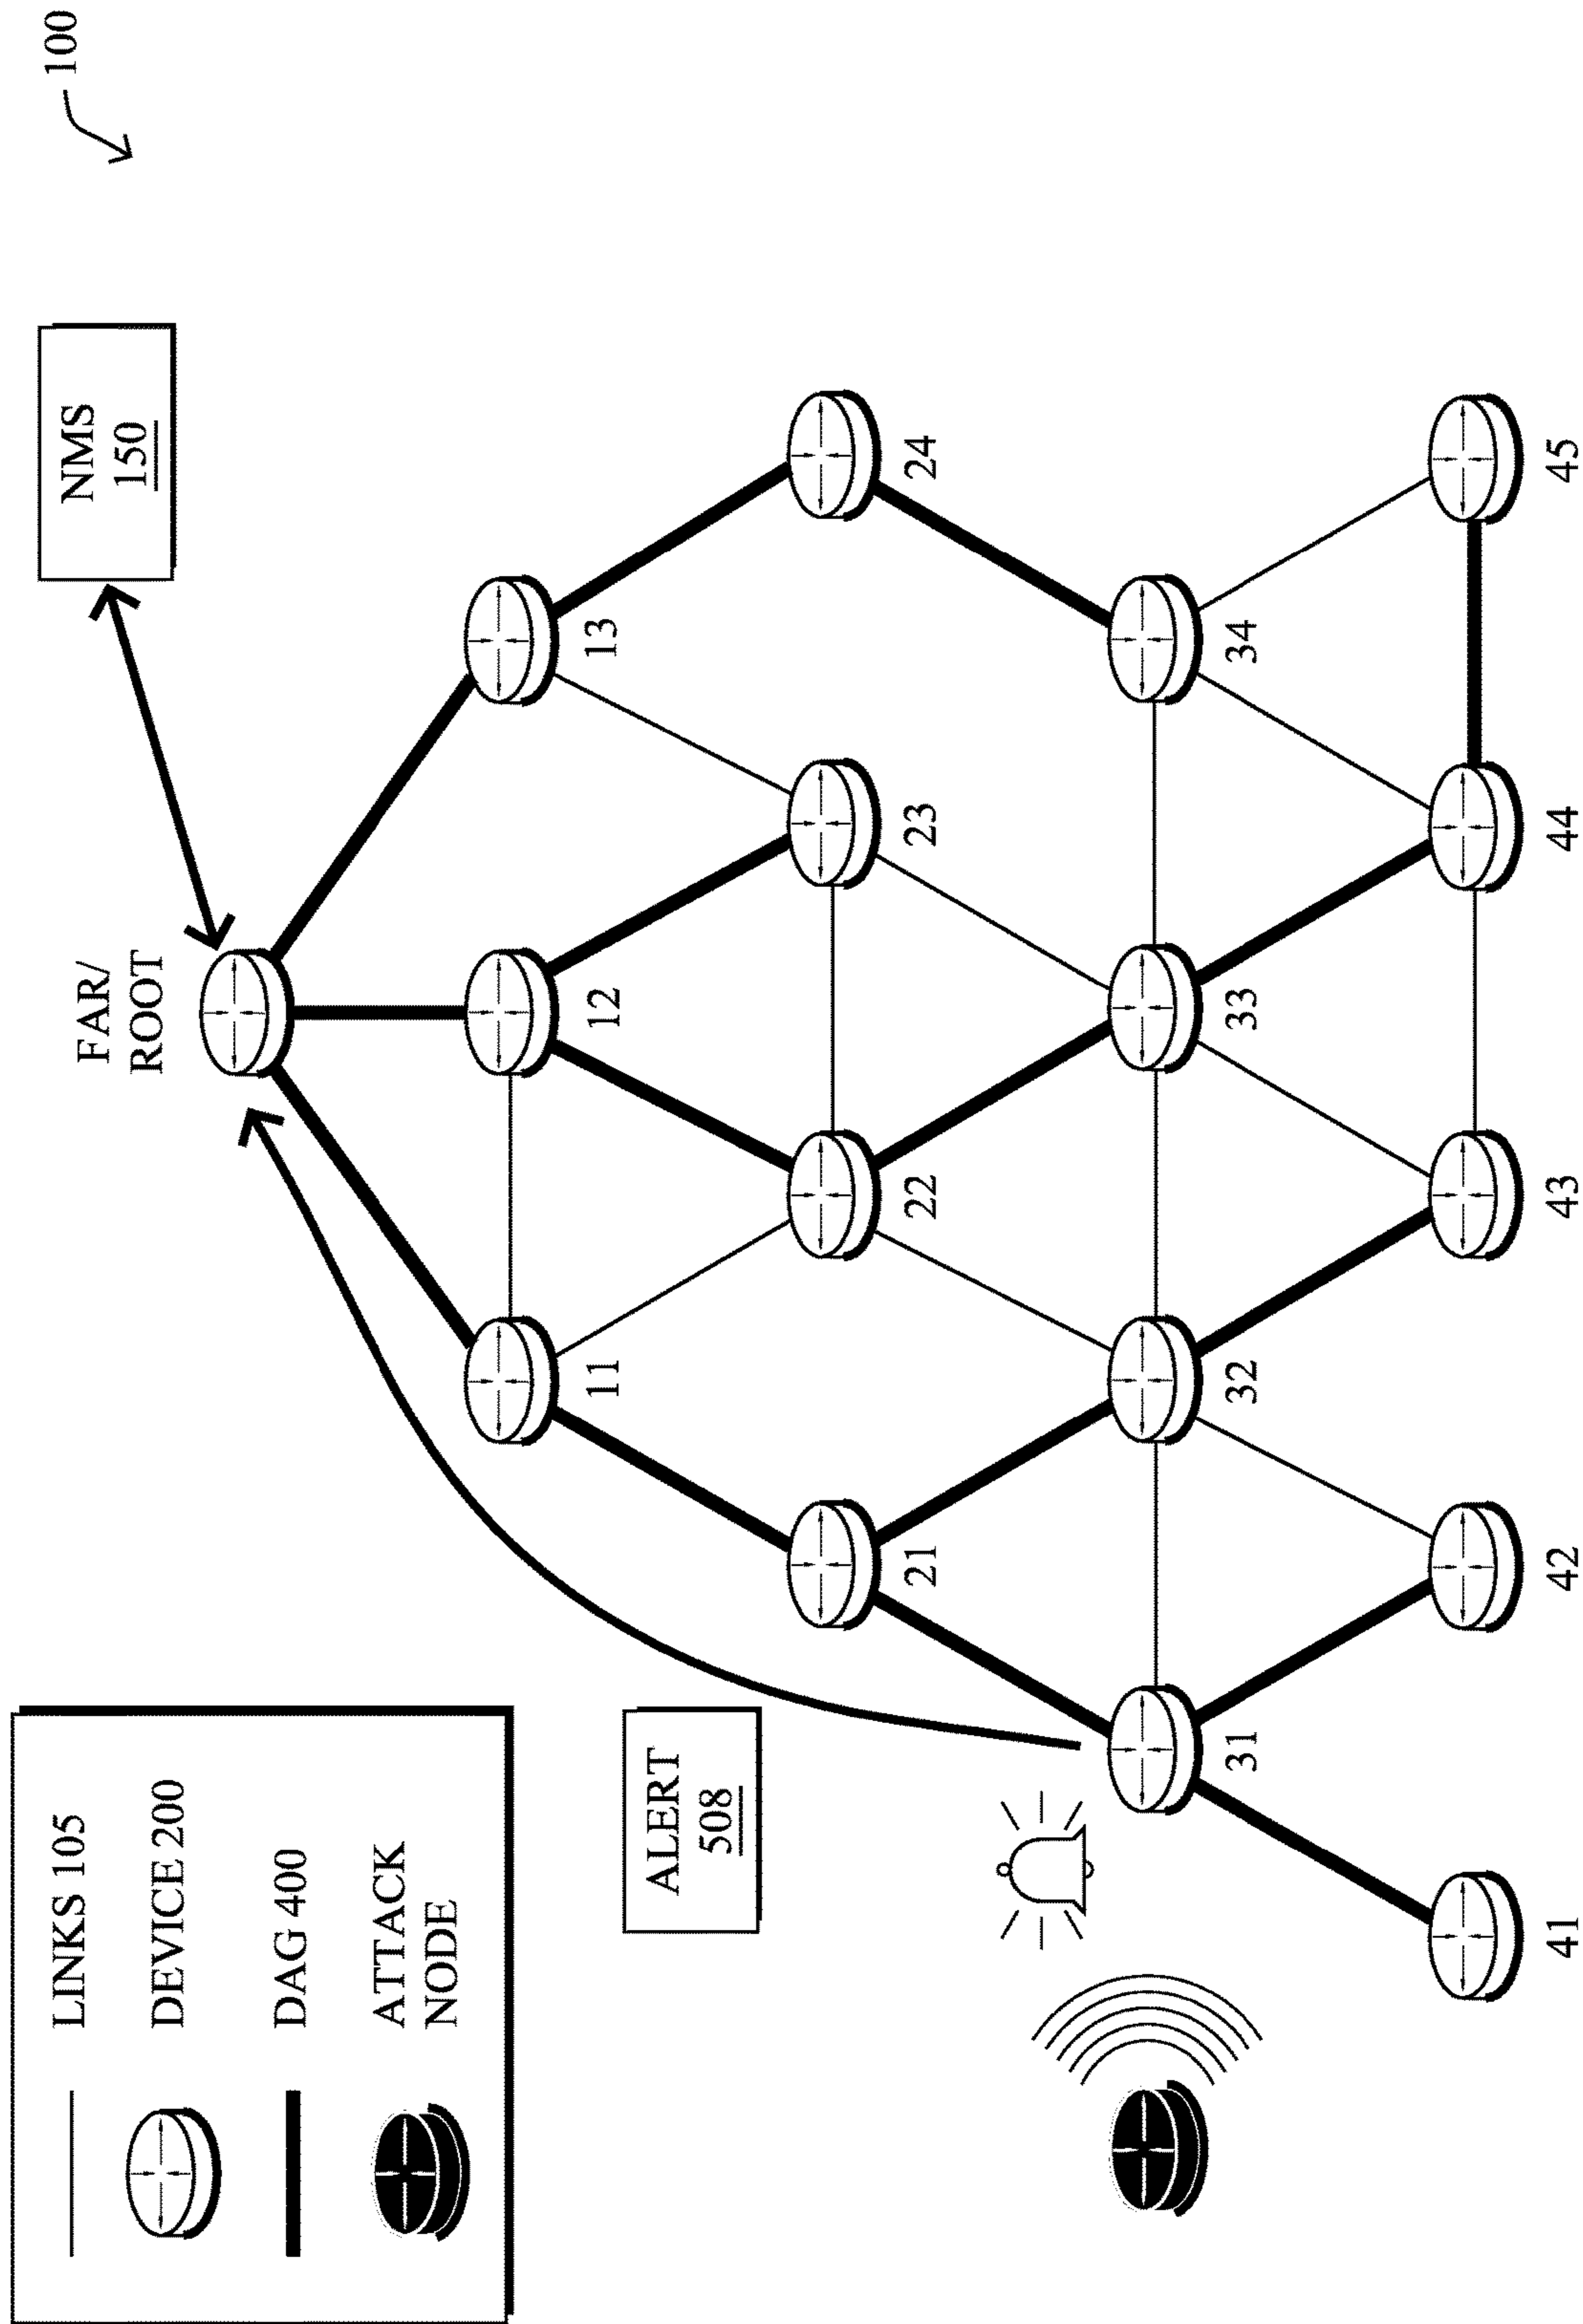 100
LINKS 105
DEVICE 200
DAG 400
ATTACK
NODE
NMS
150
FAR/
ROOT
ALERT
508
11
12
13
21
22
23
24
31
32
33
34
41
42
43
44
45